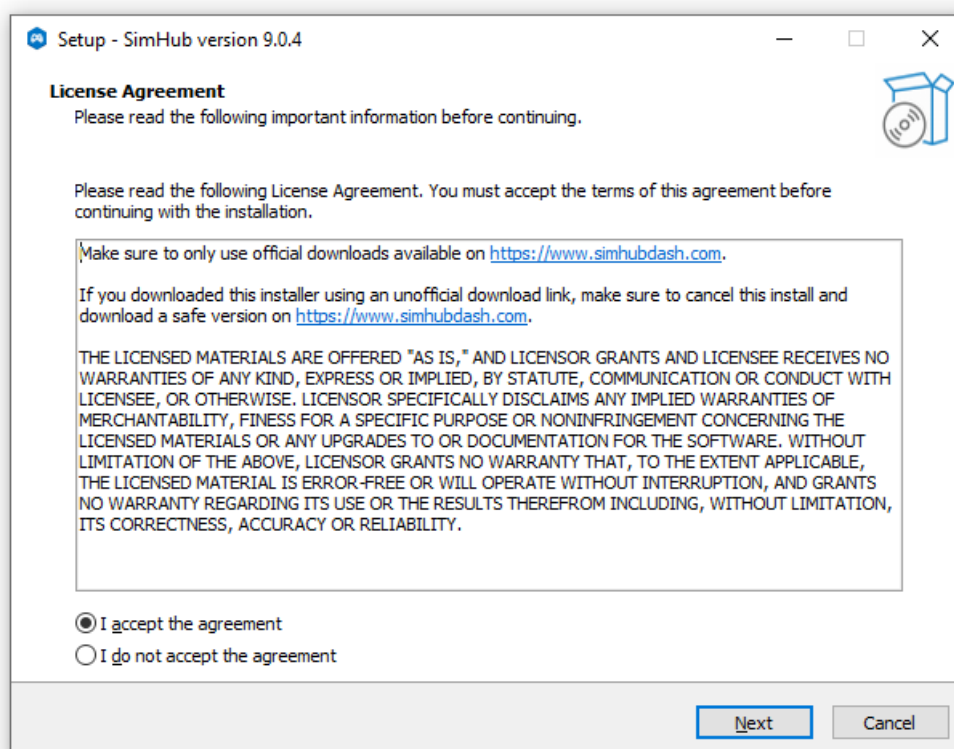 Setup - SimHub version 9.0.4
License Agreement
Please read the following important information before continuing.
Please read the following License Agreement. You must accept the terms of this agreement before
continuing with the installation.
Make sure to only use official downloads available on https://www.simhubdash.com.
If you downloaded this installer using an unofficial download link, make sure to cancel this install and
download a safe version on https://www.simhubdash.com.
THE LICENSED MATERIALS ARE OFFERED "AS IS," AND LICENSOR GRANTS AND LICENSEE RECEIVES NO
WARRANTIES OF ANY KIND, EXPRESS OR IMPLIED, BY STATUTE, COMMUNICATION OR CONDUCT WITH
LICENSEE, OR OTHERWISE. LICENSOR SPECIFICALLY DISCLAIMS ANY IMPLIED WARRANTIES OF
MERCHANTABILITY, FINESS FOR A SPECIFIC PURPOSE OR NONINFRINGEMENT CONCERNING THE
LICENSED MATERIALS OR ANY UPGRADES TO OR DOCUMENTATION FOR THE SOFTWARE. WITHOUT
LIMITATION OF THE ABOVE, LICENSOR GRANTS NO WARRANTY THAT, TO THE EXTENT APPLICABLE,
THE LICENSED MATERIAL IS ERROR-FREE OR WILL OPERATE WITHOUT INTERRUPTION, AND GRANTS
NO WARRANTY REGARDING ITS USE OR THE RESULTS THEREFROM INCLUDING, WITHOUT LIMITATION,
ITS CORRECTNESS, ACCURACY OR RELIABILITY.
I accept the agreement
I do not accept the agreement
Next Cancel